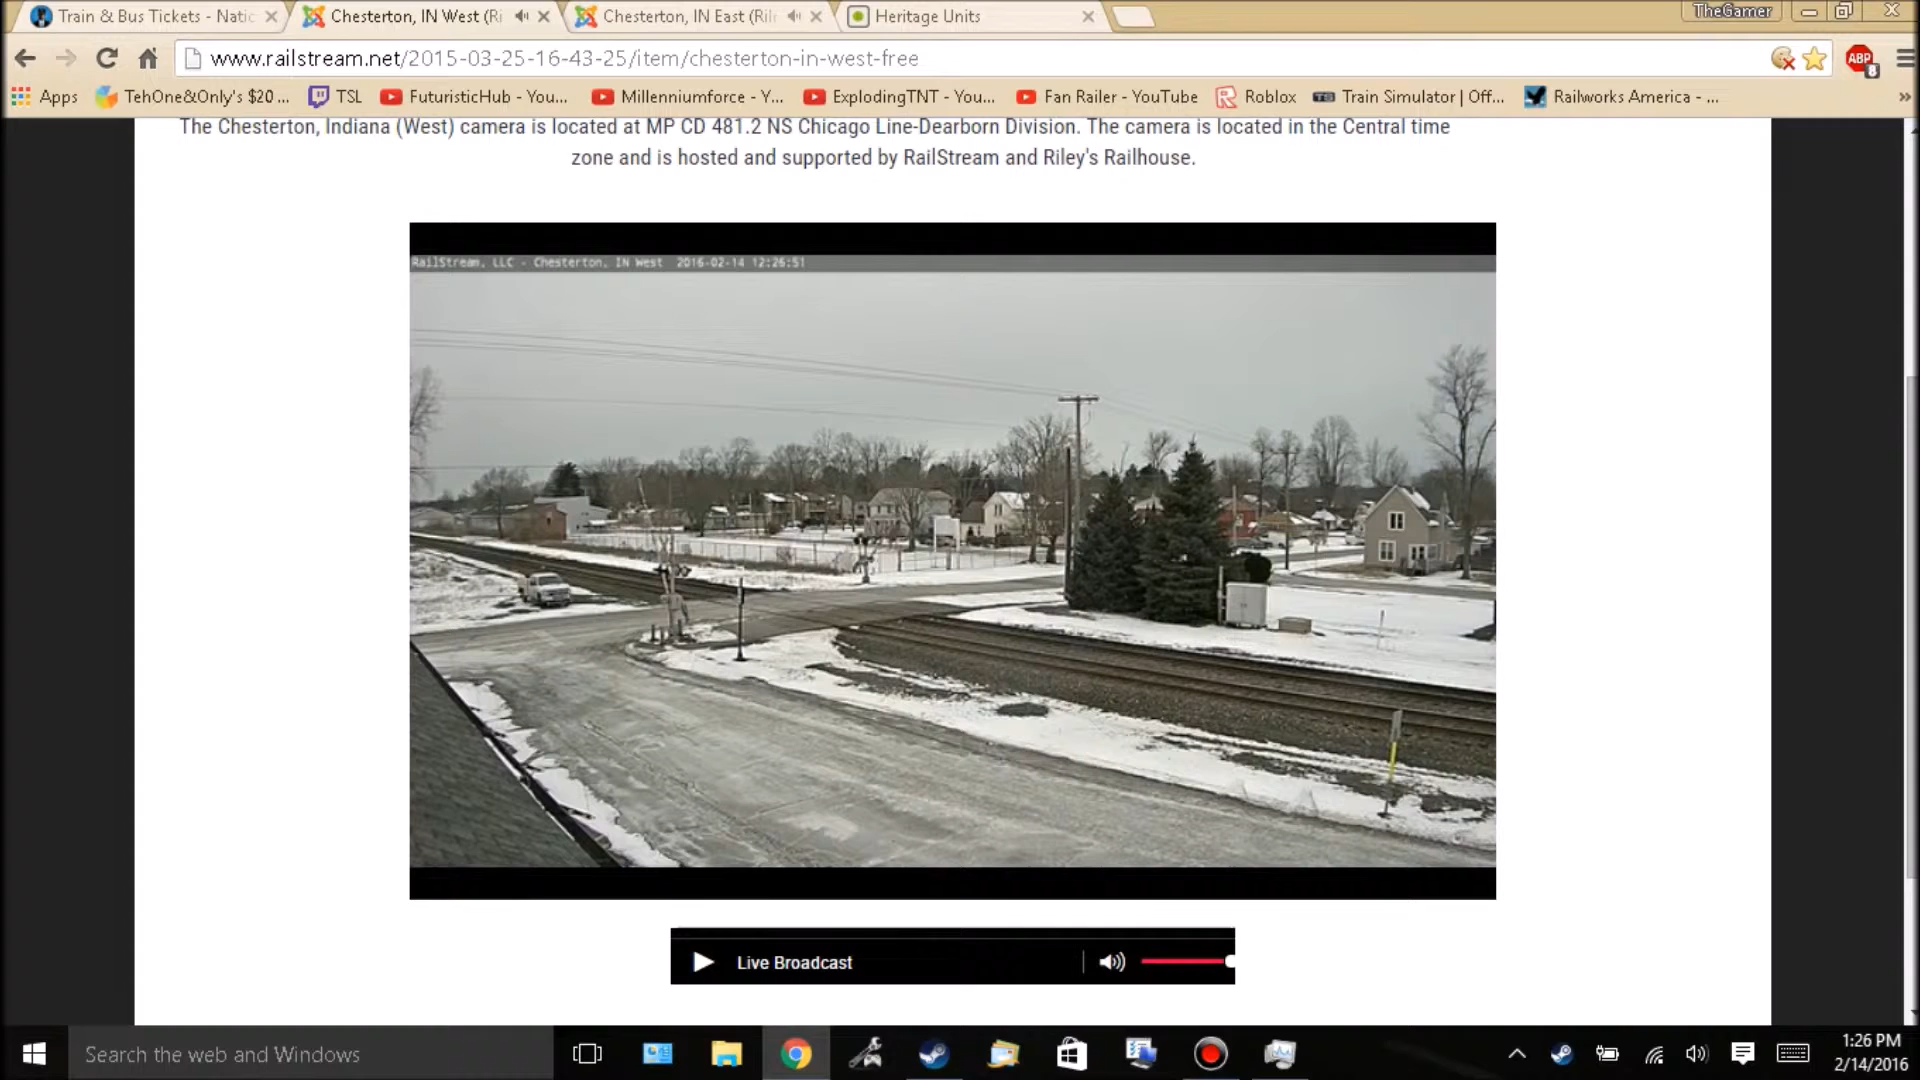 Train & Bus Tickets - Natic
Chesterton, IN West (Ri
Chesterton, IN East (Rilr
Heritage Units
TheGamer
www.railstream.net/2015-03-25-16-43-25/item/chesterton-in-west-free
ABP
8
Apps
TehOne&Only's $20 ...
TSL
FuturisticHub - You...
Millenniumforce - Y...
ExplodingTNT - You...
Fan Railer - YouTube
Roblox
Train Simulator | Off...
Railworks America - ...
»
The Chesterton, Indiana (West) camera is located at MP CD 481.2 NS Chicago Line-Dearborn Division. The camera is located in the Central time
zone and is hosted and supported by RailStream and Riley's Railhouse.
RailStream, LLC - Chesterton, IN West 2016-02-14 12:26:51
Live Broadcast
Search the web and Windows
1:26 PM
2/14/2016